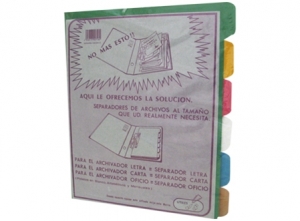 NO MAS ESTO!!
AQUI LE OFRECEMOS LA SOLUCION.
SEPARADORES DE ARCHIVOS AL TAMAÑO
QUE UD REALMENTE NECESITA
PARA EL ARCHIVADOR LETRA Y SEPARADOR LETRA
PARA EL ARCHIVADOR CARTA Y SEPARADOR CARTA
PARA EL ARCHIVADOR OFICIO Y SEPARADOR OFICIO